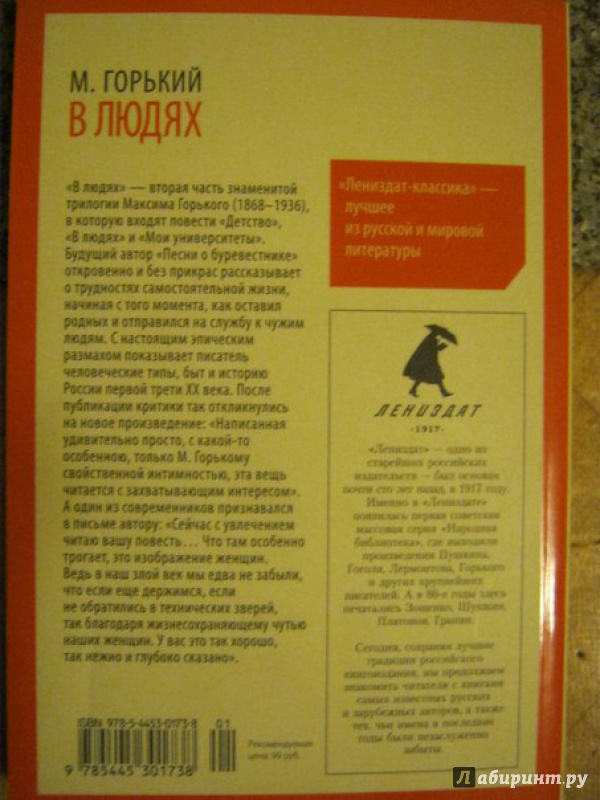 М. ГОРЬКИЙ
В ЛЮДЯХ
«В людях» — вторая часть знаменитой
трилогии Максима Горького (1868–1936),
в которую входят повести «Детство»,
«В людях» и «Мои университеты».
Будущий автор «Песни о буревестнике»
откровенно и без прикрас рассказывает
о трудностях самостоятельной жизни,
начиная с того момента, как оставил
родных и отправился на службу к чужим
людям. С настоящим эпическим
размахом показывает писатель
человеческие типы, быт и историю
России первой трети XX века. После
публикации критики так откликнулись
на новое произведение: «Написанная
удивительно просто, с какой-то
особенною, только М. Горькому
свойственной интимностью, эта вещь
читается с захватывающим интересом».
А один из современников признавался
в письме автору: «Сейчас с увлечением
читаю вашу повесть… Что там особенно
трогает, это изображение женщин.
Ведь в наш злой век мы едва не забыли,
что если еще держимся, если
не обратились в технических зверей,
так благодаря жизнесохраняющему чутью
наших женщин. У вас это так хорошо,
так нежно и глубоко сказано».
«Лениздат-классика» —
лучшее
из русской и мировой
литературы
ЛЕНИЗДАТ
·1917·
«Лениздат» — одно из
старейших российских
издательств — был основан
почти сто лет назад, в 1917 году.
Именно в «Лениздате»
появилась первая советская
массовая серия «Народная
библиотека», где выходили
произведения Пушкина,
Гоголя, Лермонтова, Горького
и других крупнейших
писателей. А в 80-е годы здесь
печатались Зощенко, Шукшин,
Платонов, Гранин.
Сегодня, сохраняя лучшие
традиции российского
книгоиздания, мы продолжаем
знакомить читателя с книгами
самых известных русских
и зарубежных авторов, а также
тех, чьи имена в последние
годы были незаслуженно
забыты.
ISBN 978-5-4453-0173-8
01
9 785445 301738
Рекомендуемая
цена 99 руб.
Лабиринт.ру